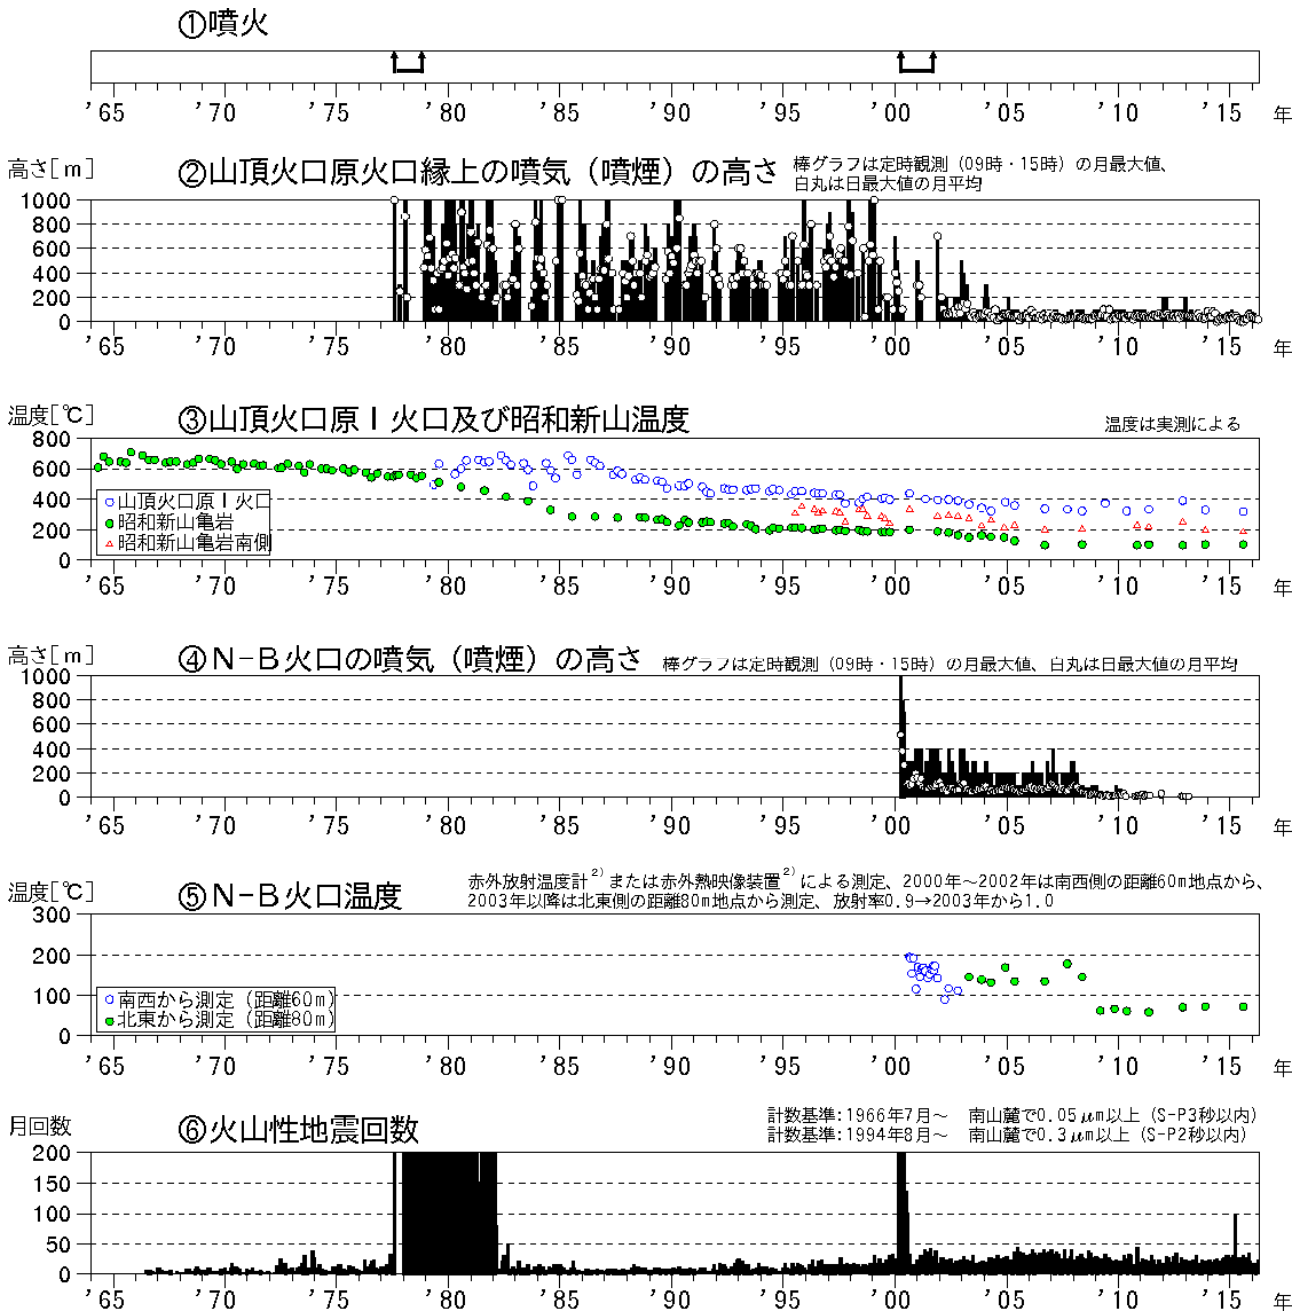 ①噴火
'65 '70 '75 '80 '85 '90 '95 '00 '05 '10 '15 年
高さ[m]
②山頂火口原火口縁上の噴気（噴煙）の高さ
棒グラフは定時観測（09時・15時）の月最大値、
白丸は日最大値の月平均
1000
800
600
400
200
0
'65 '70 '75 '80 '85 '90 '95 '00 '05 '10 '15 年
温度[℃]
③山頂火口原Ｉ火口及び昭和新山温度
温度は実測による
800
600
400
200
0
山頂火口原Ｉ火口
昭和新山亀岩
昭和新山亀岩南側
'65 '70 '75 '80 '85 '90 '95 '00 '05 '10 '15 年
高さ[m]
④Ｎ−Ｂ火口の噴気（噴煙）の高さ
棒グラフは定時観測（09時・15時）の月最大値、白丸は日最大値の月平均
1000
800
600
400
200
0
'65 '70 '75 '80 '85 '90 '95 '00 '05 '10 '15 年
温度[℃]
⑤Ｎ−Ｂ火口温度
赤外放射温度計2)または赤外熱映像装置2)による測定、2000年～2002年は南西側の距離60m地点から、
2003年以降は北東側の距離80m地点から測定、放射率0.9→2003年から1.0
300
200
100
0
南西から測定（距離60m）
北東から測定（距離80m）
'65 '70 '75 '80 '85 '90 '95 '00 '05 '10 '15 年
月回数
⑥火山性地震回数
計数基準:1966年7月～ 南山麓で0.05μm以上（S-P3秒以内）
計数基準:1994年8月～ 南山麓で0.3μm以上（S-P2秒以内）
200
150
100
50
0
'65 '70 '75 '80 '85 '90 '95 '00 '05 '10 '15 年